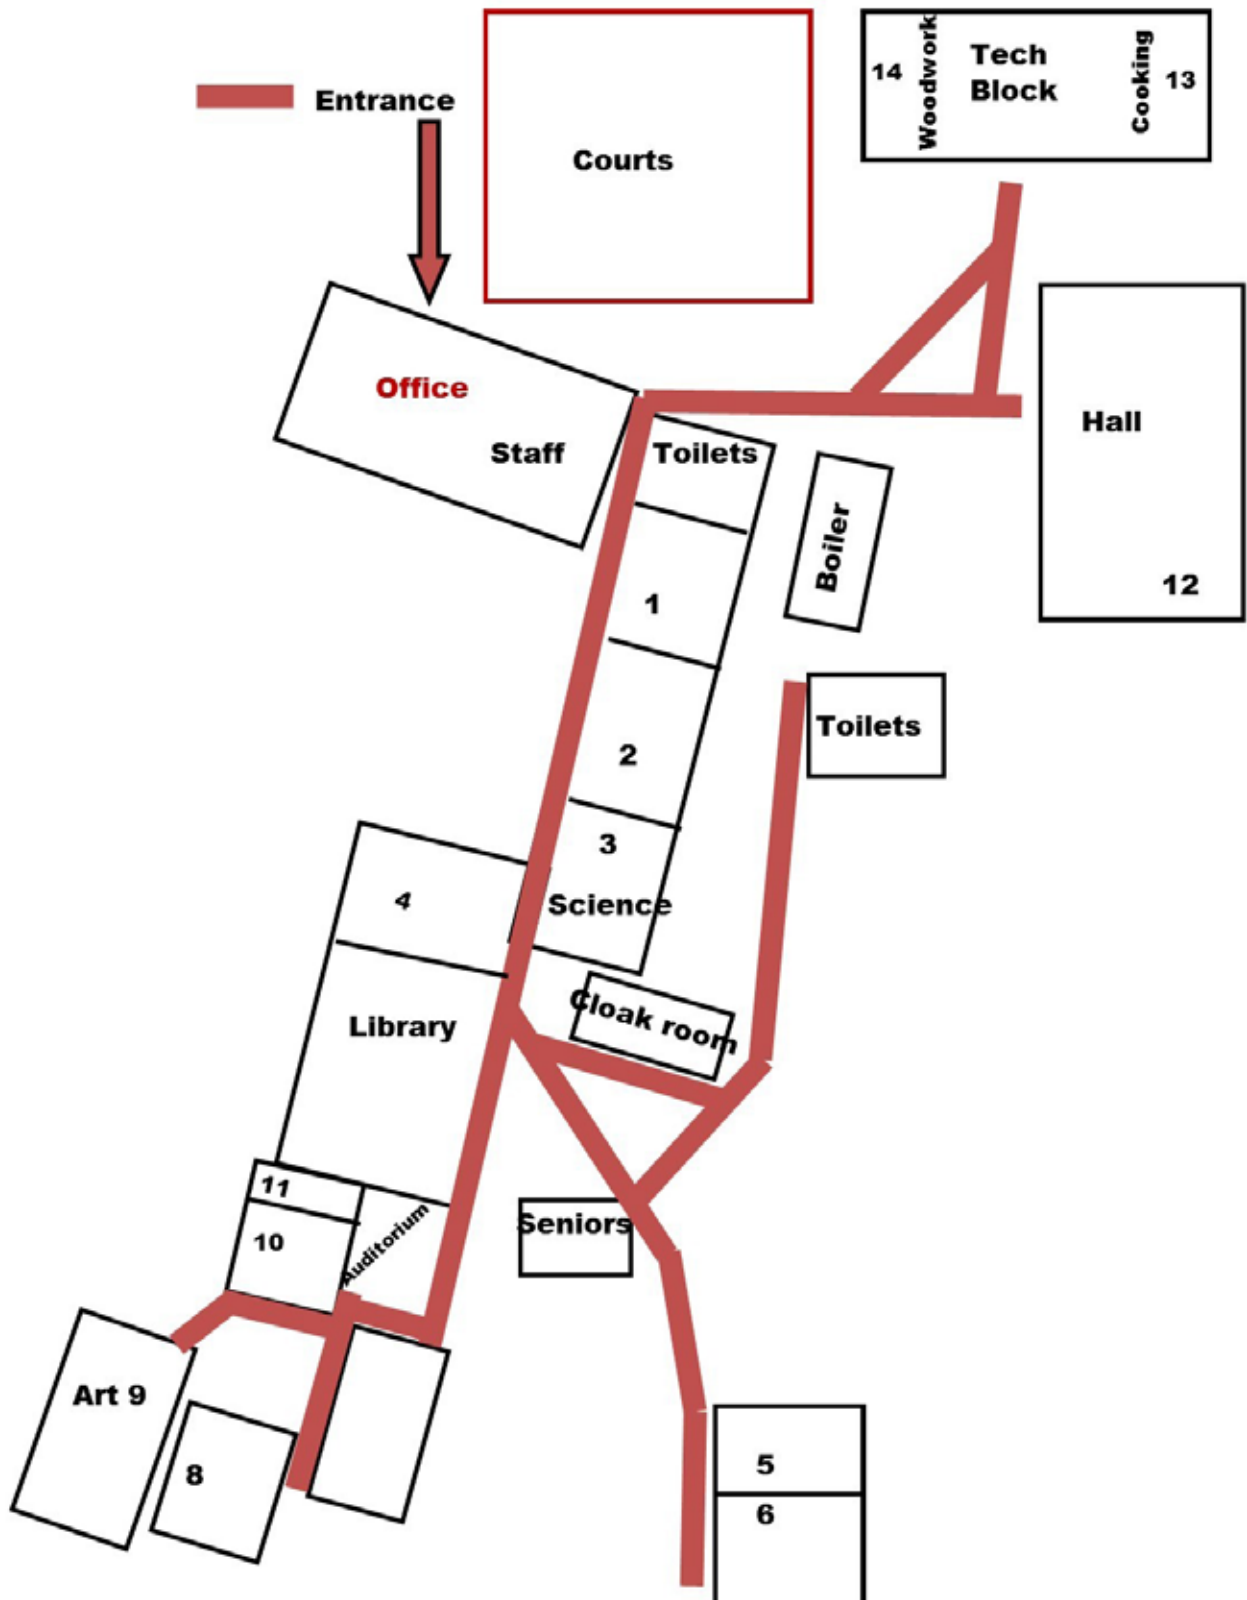 Entrance
Courts
14
Woodwork
Tech
Block
Cooking
13
Office
Staff
Toilets
Hall
12
Boiler
1
2
3
Science
Toilets
4
Library
Cloak room
11
10
Auditorium
Seniors
Art 9
8
5
6